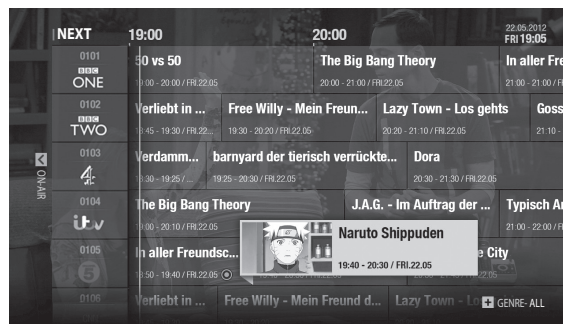 NEXT 19:00 20:00 22.05.2012
FRI 19:05
0101
BBC
ONE
50 vs 50
19:00 - 20:00 / FRI.22.05
The Big Bang Theory
20:00 - 21:00 / FRI.22.05
In aller Fre
21:00 - 21:00 / FR
0102
BBC
TWO
Verliebt in ...
18.45 - 19:30 / FRI.22...
Free Willy - Mein Freun...
19:30 - 20:20 / FRI.22.05
Lazy Town - Los gehts
20:20 - 21:10 / FRI.22.05
Goss
21:10 -
ON-AIR
0103
4
Verdamm...
18:30 - 19:25 / ...
barnyard der tierisch verrückte...
19:25 - 20:30 / FRI.22.05
Dora
20:30 - 21:30 / FRI.22.05
0104
itv
The Big Bang Theory
19:00 - 20:10 / FRI.22.05
J.A.G. - Im Auftrag der ...
Typisch An
21:00 - 22:00 / FR
Naruto Shippuden
19:40 - 20:30 / FRI.22.05
0105
5
In aller Freundsc...
18:50 - 19:40 / FRI.22.05
e City
0106
Verliebt in ...
Free Willy - Mein Freund d...
Lazy Town - Lo
GENRE- ALL